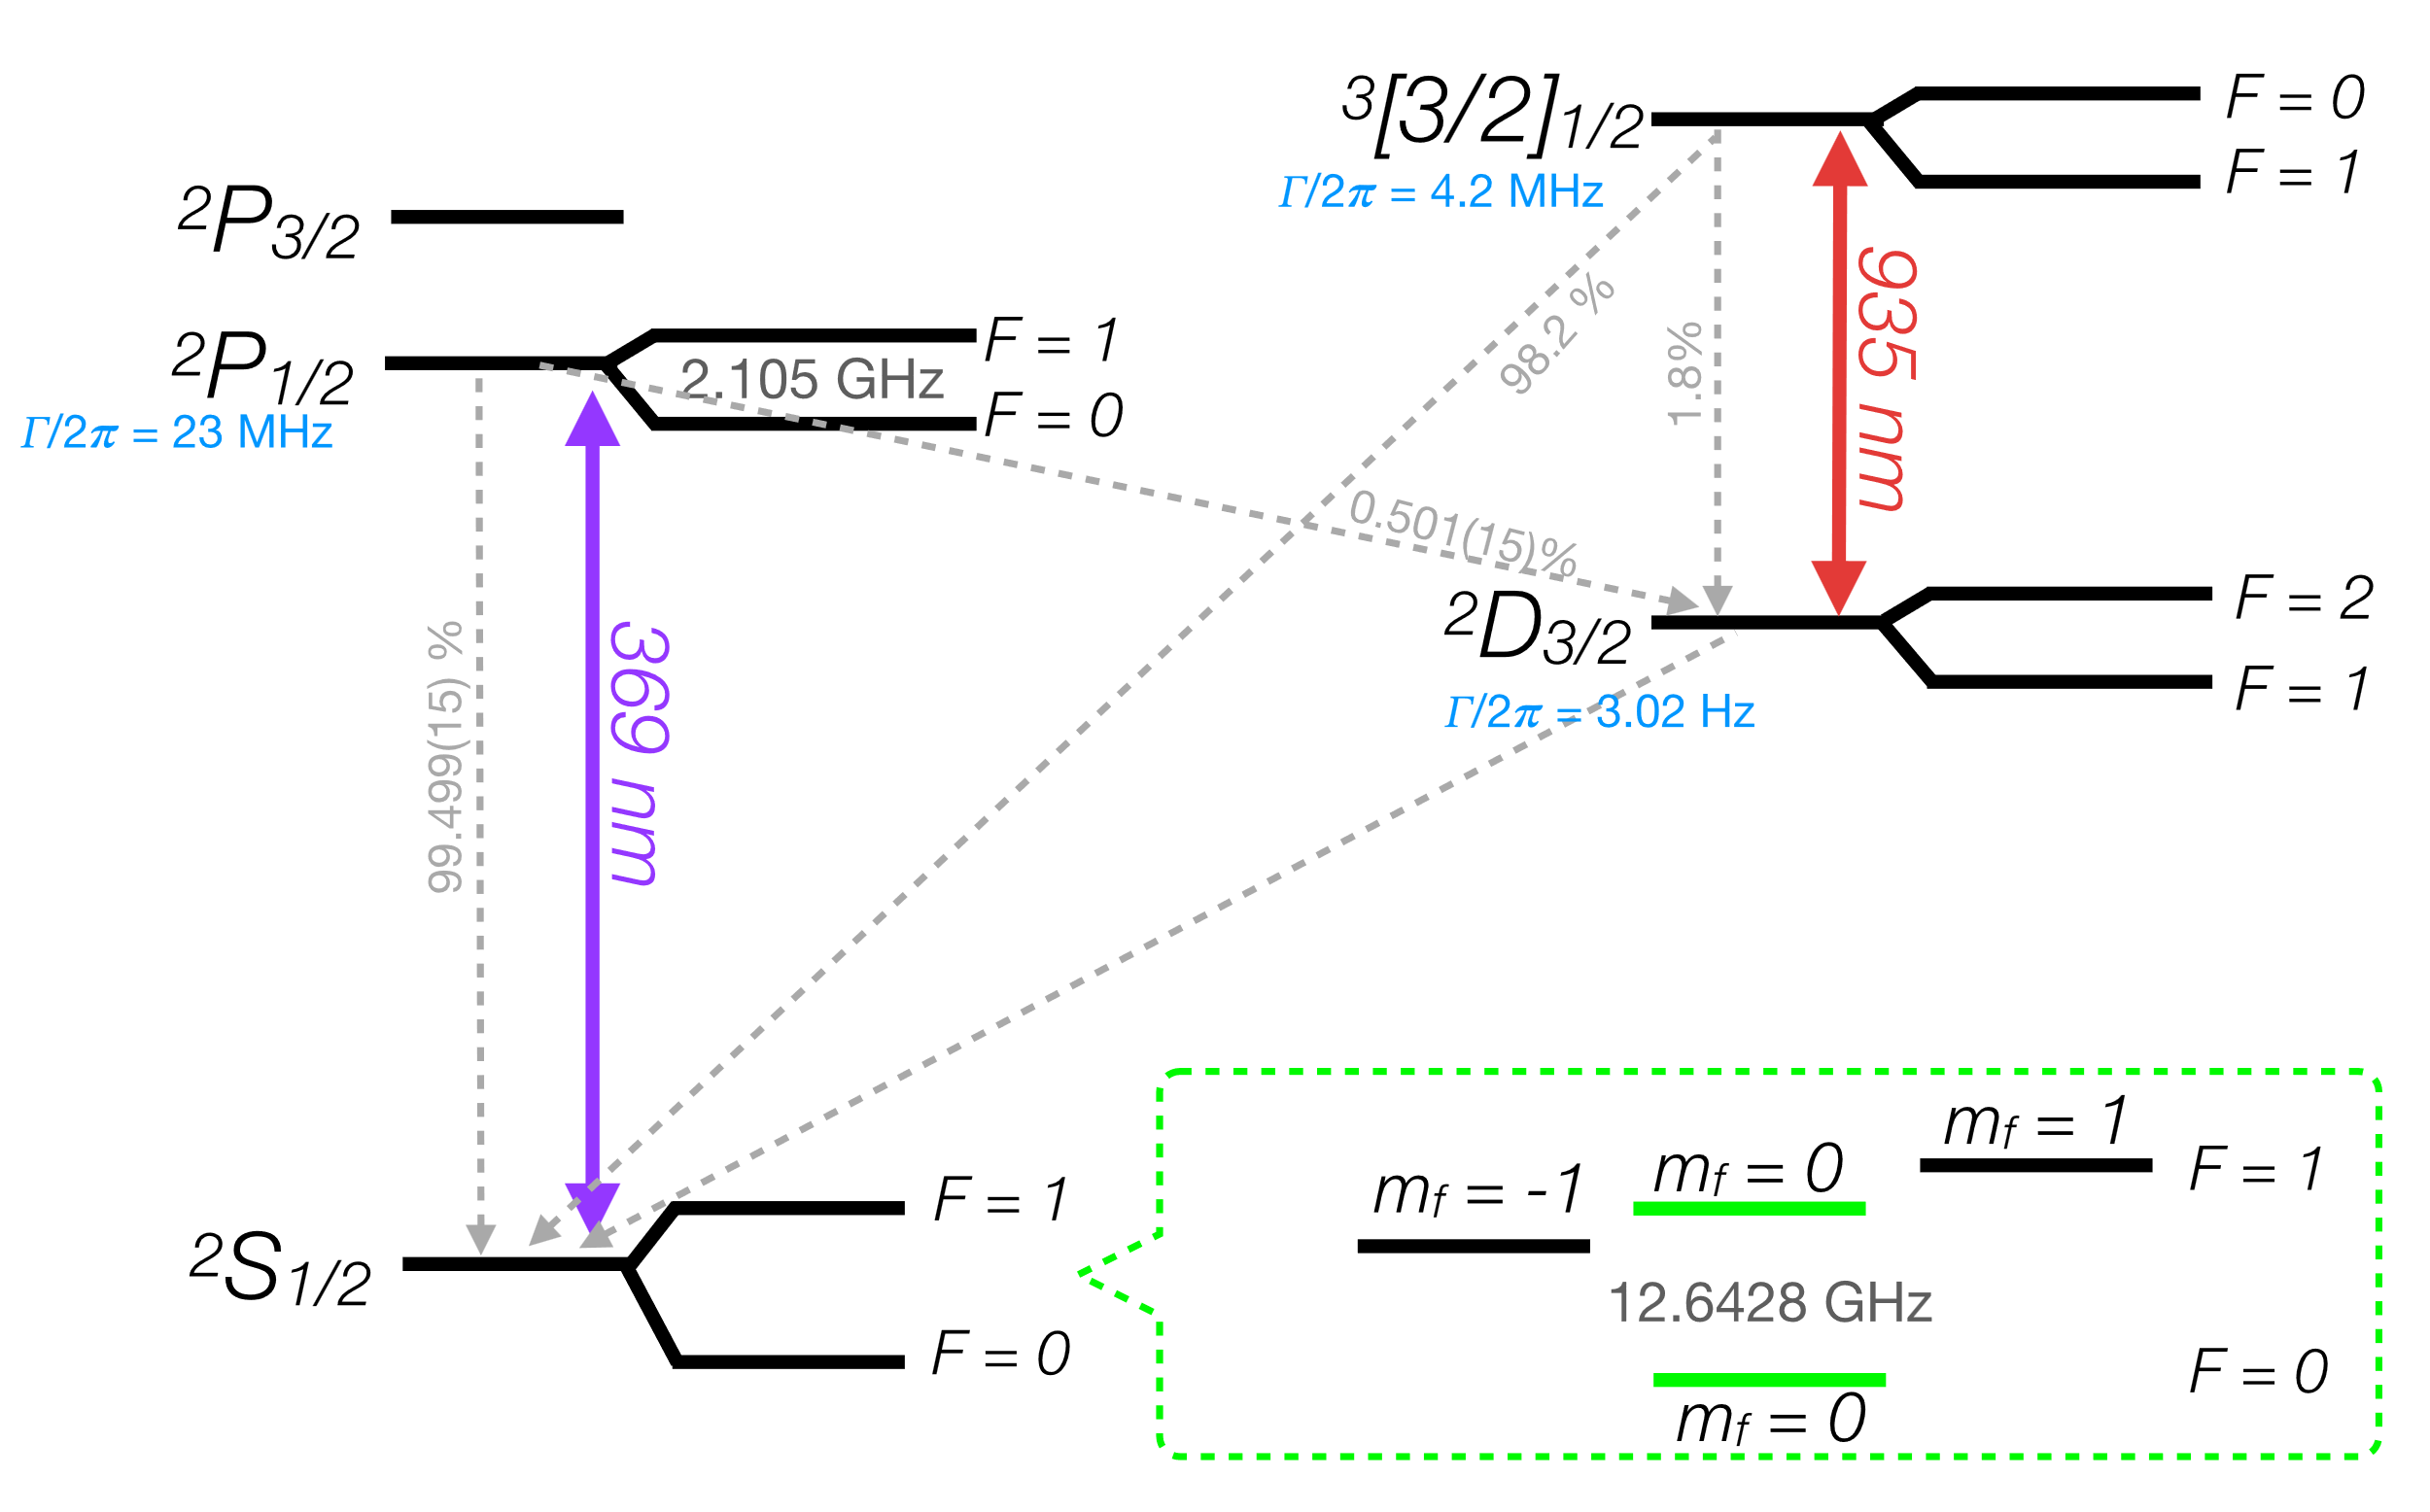 ³[3/2]₁/₂
F = 0
F = 1
Γ/2π = 4.2 MHz
²P₃/₂
935 nm
98.2 %
1.8%
²P₁/₂
F = 1
2.105 GHz
F = 0
Γ/2π = 23 MHz
0.501(15)%
²D₃/₂
F = 2
F = 1
Γ/2π = 3.02 Hz
99.499(15) %
369 nm
²S₁/₂
F = 1
F = 0
mf = -1
mf = 0
mf = 1
F = 1
12.6428 GHz
F = 0
mf = 0